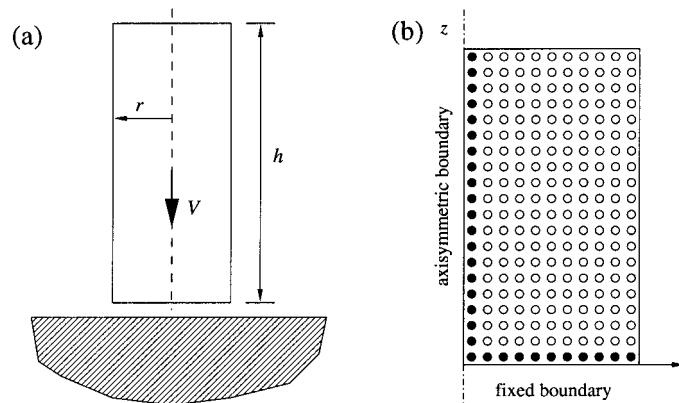 (a)
r
h
V
(b)
z
axisymmetric boundary
fixed boundary